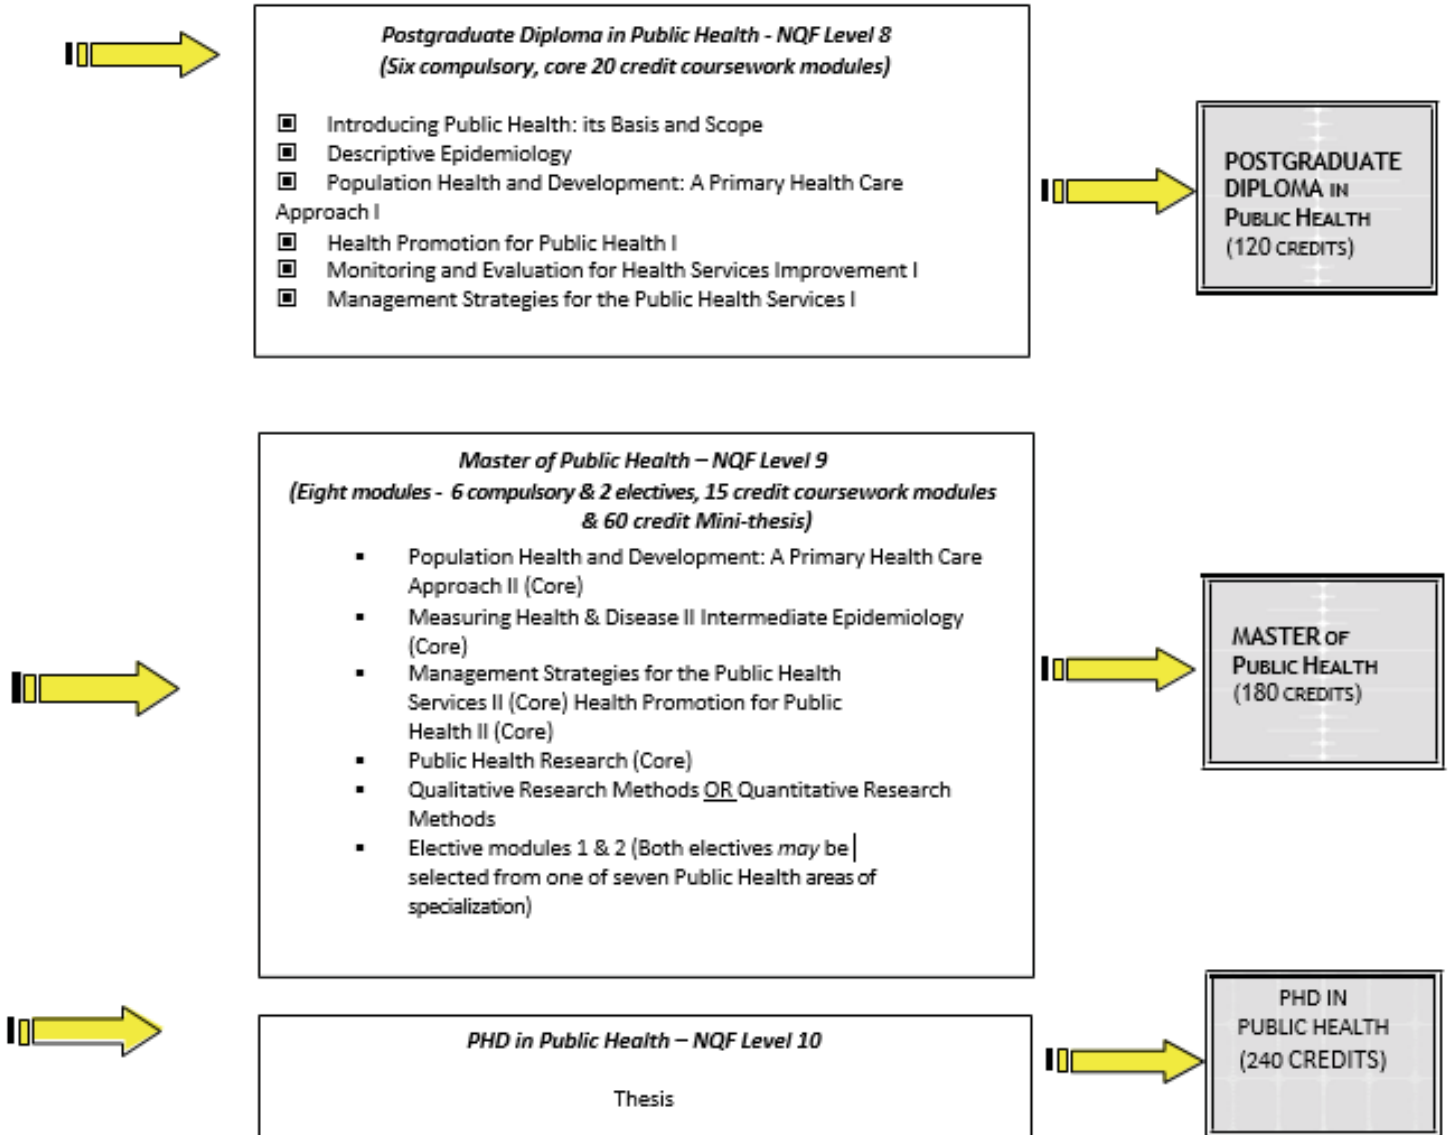 Postgraduate Diploma in Public Health - NQF Level 8
(Six compulsory, core 20 credit coursework modules)
Introducing Public Health: its Basis and Scope
Descriptive Epidemiology
Population Health and Development: A Primary Health Care
Approach I
Health Promotion for Public Health I
Monitoring and Evaluation for Health Services Improvement I
Management Strategies for the Public Health Services I
POSTGRADUATE
DIPLOMA IN
PUBLIC HEALTH
(120 CREDITS)
Master of Public Health – NQF Level 9
(Eight modules - 6 compulsory & 2 electives, 15 credit coursework modules
& 60 credit Mini-thesis)
▪ Population Health and Development: A Primary Health Care
Approach II (Core)
▪ Measuring Health & Disease II Intermediate Epidemiology
(Core)
▪ Management Strategies for the Public Health
Services II (Core) Health Promotion for Public
Health II (Core)
▪ Public Health Research (Core)
▪ Qualitative Research Methods OR Quantitative Research
Methods
▪ Elective modules 1 & 2 (Both electives may be
selected from one of seven Public Health areas of
specialization)
MASTER OF
PUBLIC HEALTH
(180 CREDITS)
PHD in Public Health – NQF Level 10
Thesis
PHD IN
PUBLIC HEALTH
(240 CREDITS)